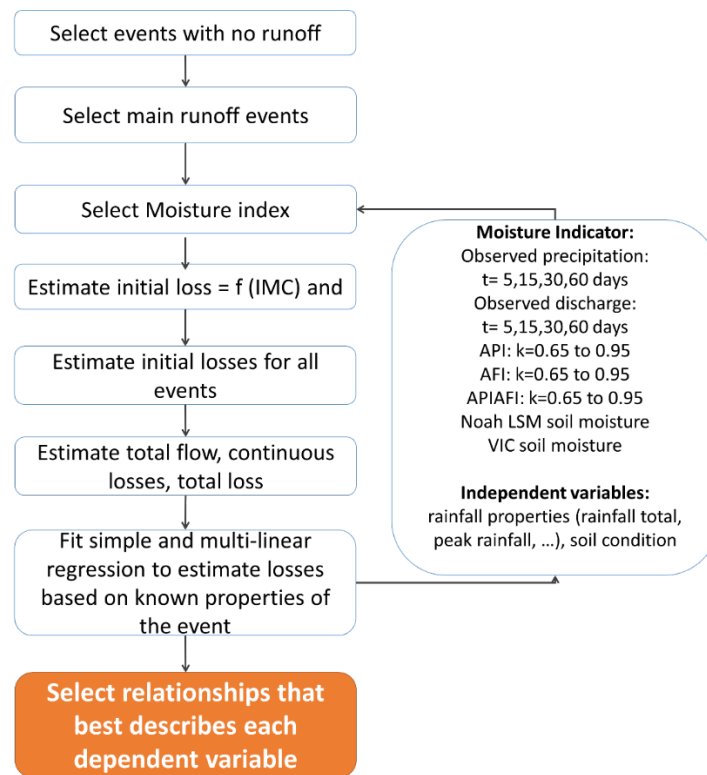 Select events with no runoff
Select main runoff events
Select Moisture index
Estimate initial loss = f (IMC) and
Estimate initial losses for all
events
Estimate total flow, continuous
losses, total loss
Fit simple and multi-linear
regression to estimate losses
based on known properties of
the event
Select relationships that
best describes each
dependent variable
Moisture Indicator:
Observed precipitation:
t= 5,15,30,60 days
Observed discharge:
t= 5,15,30,60 days
API: k=0.65 to 0.95
AFI: k=0.65 to 0.95
APIAFI: k=0.65 to 0.95
Noah LSM soil moisture
VIC soil moisture
Independent variables:
rainfall properties (rainfall total,
peak rainfall, ...), soil condition